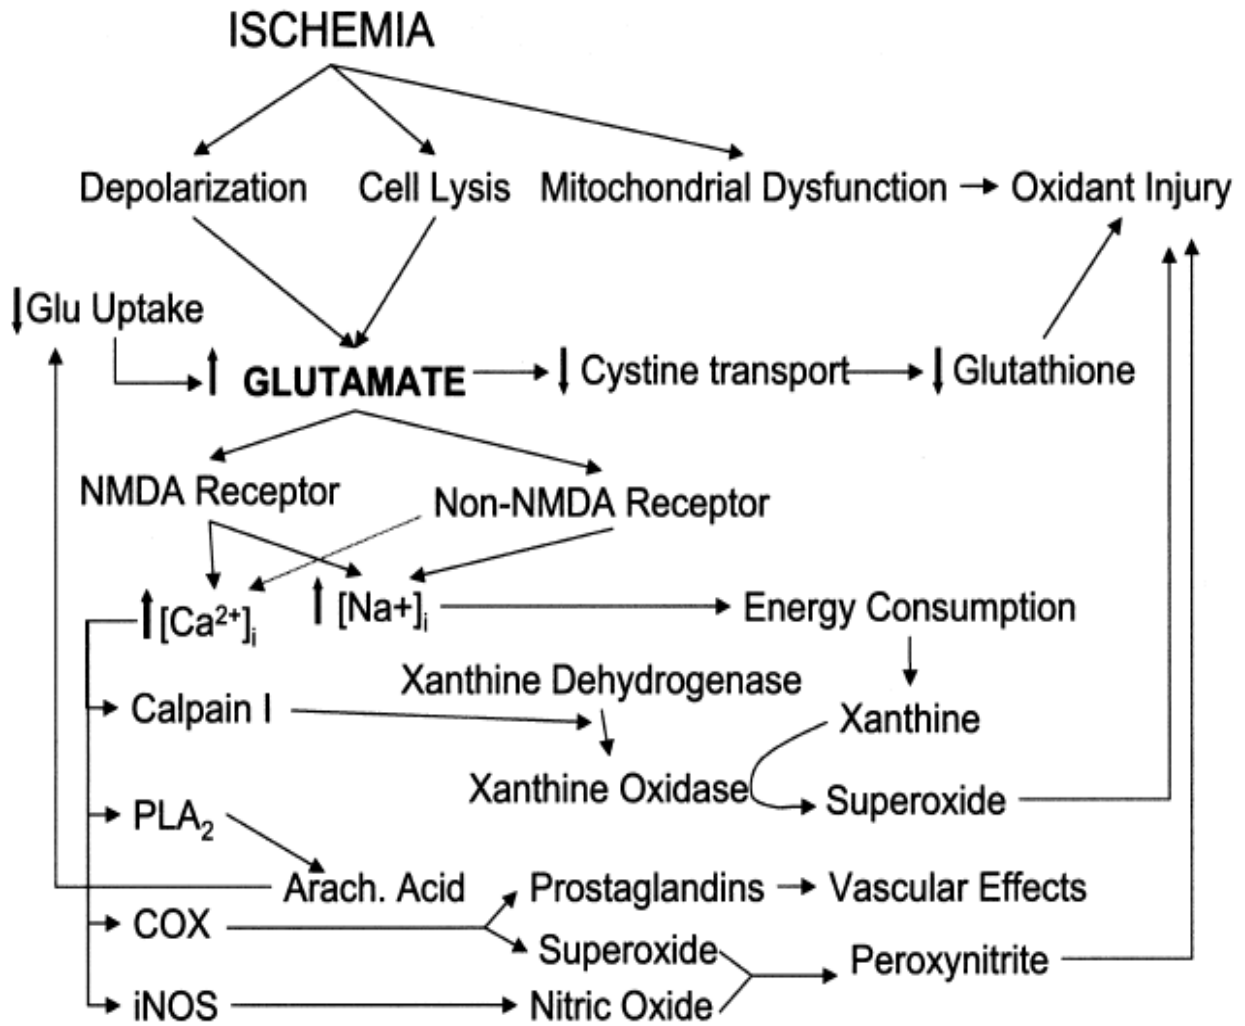 ISCHEMIA
Depolarization Cell Lysis Mitochondrial Dysfunction Oxidant Injury
Glu Uptake
GLUTAMATE Cystine transport Glutathione
NMDA Receptor Non-NMDA Receptor
[Ca²⁺]ᵢ [Na+]ᵢ Energy Consumption
Xanthine Dehydrogenase
Calpain I Xanthine
Xanthine Oxidase Superoxide
PLA₂
Arach. Acid Prostaglandins Vascular Effects
COX
Superoxide Peroxynitrite
iNOS Nitric Oxide